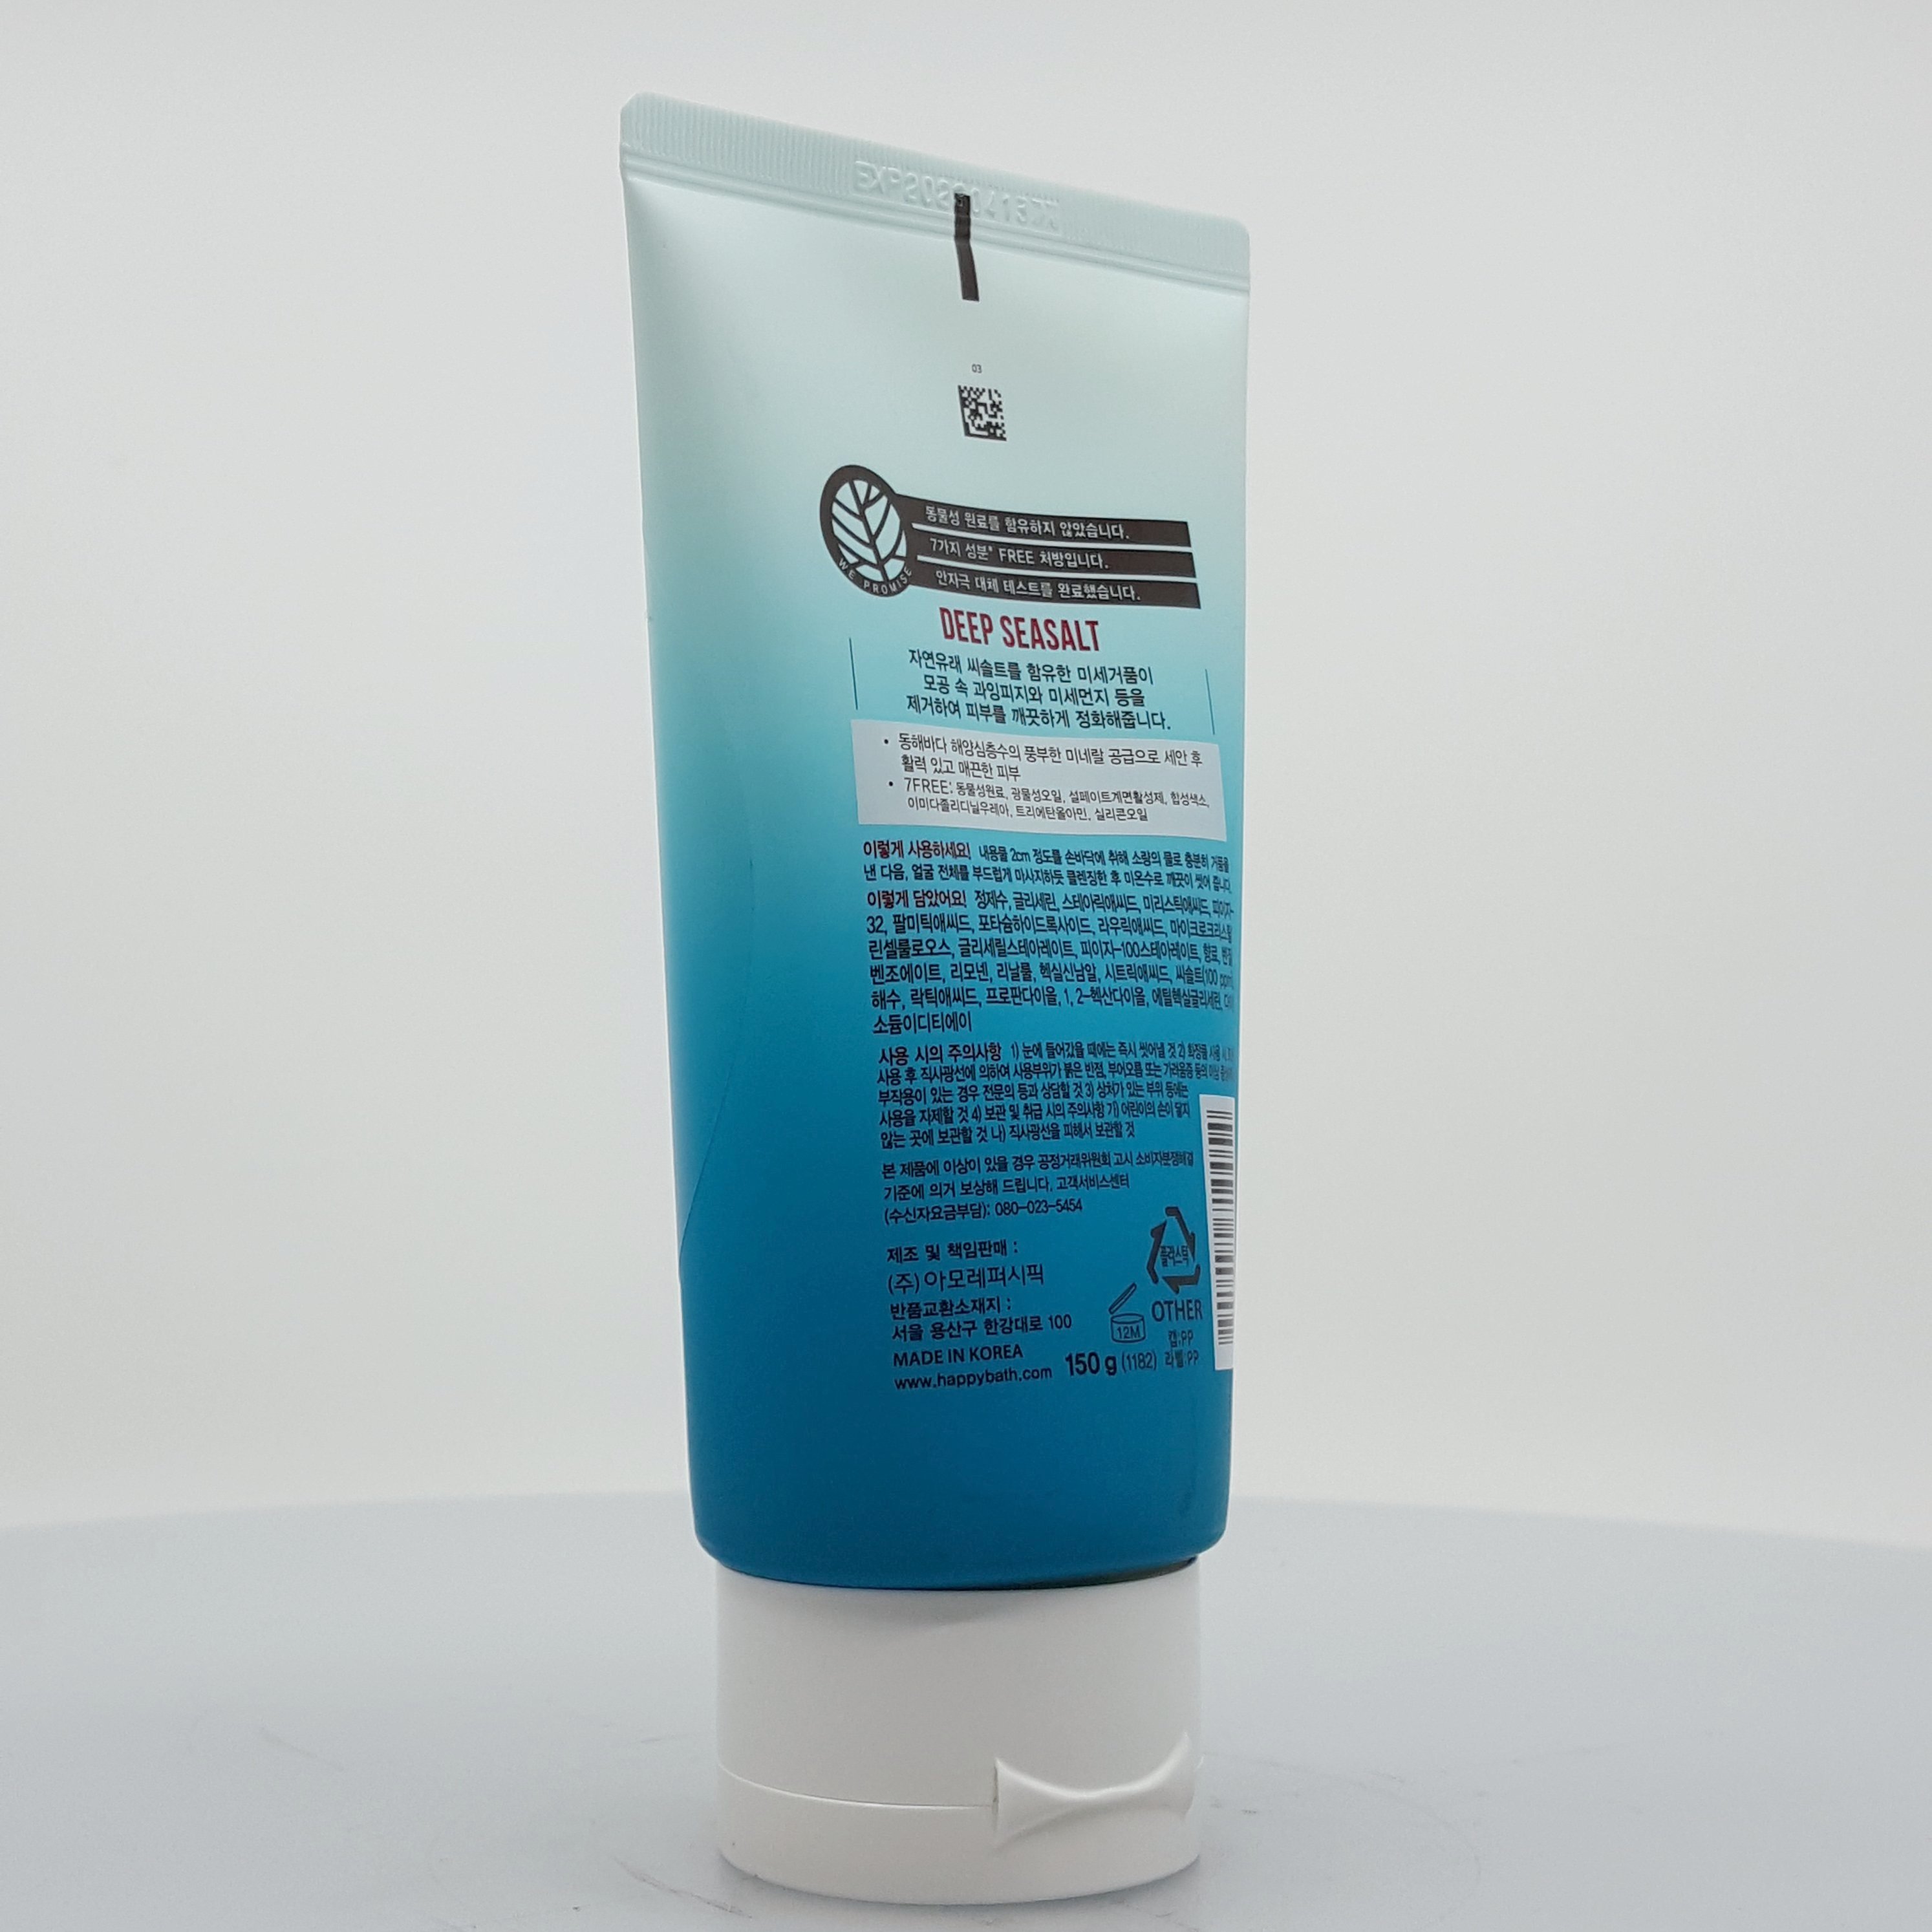 03
동물성 원료를 함유하지 않았습니다.
7가지 성분* FREE 처방입니다.
안자극 대체 테스트를 완료했습니다.
WE PROMISE
DEEP SEASALT
자연유래 씨솔트를 함유한 미세거품이
모공 속 과잉피지와 미세먼지 등을
제거하여 피부를 깨끗하게 정화해줍니다.
• 동해바다 해양심층수의 풍부한 미네랄 공급으로 세안 후
활력 있고 매끈한 피부
• 7FREE: 동물성원료, 광물성오일, 설페이트계면활성제, 합성색소,
이미다졸리디닐우레아, 트리에탄올아민, 실리콘오일
이렇게 사용하세요! 내용물 2cm 정도를 손바닥에 취해 소량의 물로 충분히 거품을
낸 다음, 얼굴 전체를 부드럽게 마사지하듯 클렌징한 후 미온수로 깨끗이 씻어 줍니다.
이렇게 담았어요! 정제수, 글리세린, 스테아릭애씨드, 미리스틱애씨드, 피이지-
32, 팔미틱애씨드, 포타슘하이드록사이드, 라우릭애씨드, 마이크로크리스탈
린셀룰로오스, 글리세릴스테아레이트, 피이지-100스테아레이트, 향료, 벤질
벤조에이트, 리모넨, 리날룰, 헥실신남알, 시트릭애씨드, 씨솔트(100 ppm),
해수, 락틱애씨드, 프로판다이올, 1, 2-헥산다이올, 에틸헥실글리세린,
소듐이디티에이
사용 시의 주의사항 1) 눈에 들어갔을 때에는 즉시 씻어낼 것 2) 화장품 사용 시
사용 후 직사광선에 의하여 사용부위가 붉은 반점, 부어오름 또는 가려움증 등의 이상
부작용이 있는 경우 전문의 등과 상담할 것 3) 상처가 있는 부위 등에는
사용을 자제할 것 4) 보관 및 취급 시의 주의사항 가) 어린이의 손이 닿지
않는 곳에 보관할 것 나) 직사광선을 피해서 보관할 것
본 제품에 이상이 있을 경우 공정거래위원회 고시 소비자분쟁해결
기준에 의거 보상해 드립니다. 고객서비스센터
(수신자요금부담): 080-023-5454
제조 및 책임판매 :
(주)아모레퍼시픽
반품교환소재지 :
서울 용산구 한강대로 100
MADE IN KOREA
www.happybath.com
150 g (1182)
12M
플라스틱
OTHER
캡:PP
라벨:PP